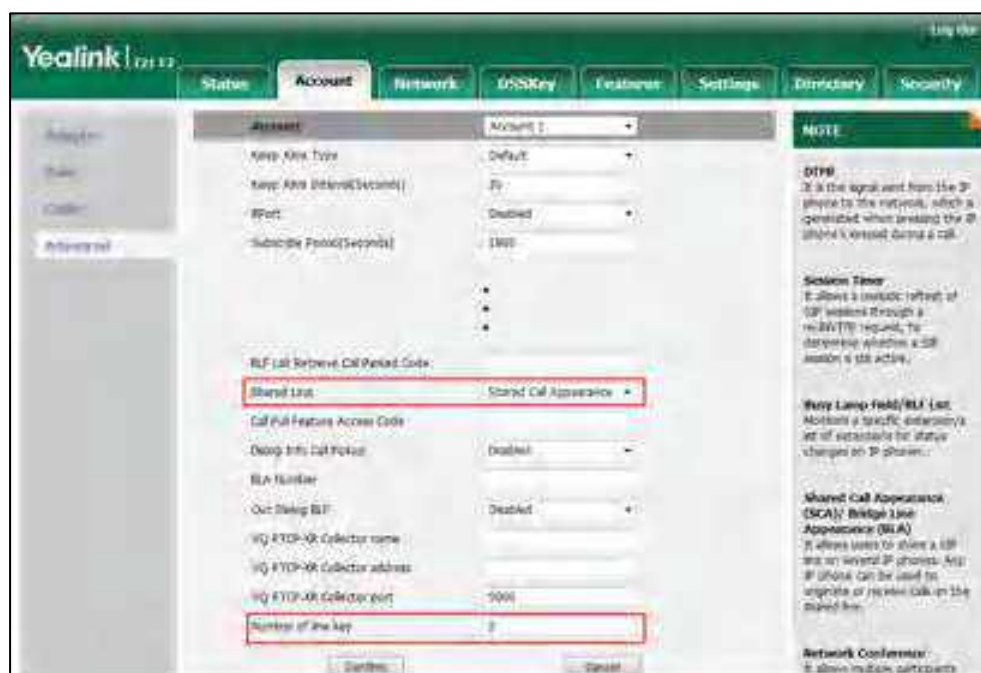 Log Out
Yealink
Status Account Network DSSKey Features Settings Directory Security
Register
Basic
Codec
Advanced
Account Account 1
Keep Alive Type Default
Keep Alive Interval(Seconds) 30
RPort Disabled
Subscribe Period(Seconds) 1800
BLF List Retrieve Call Parked Code
Shared Line Shared Call Appearance
Call Pull Feature Access Code
Dialog Info Call Pickup Disabled
BLA Number
Out Dialog BLF Disabled
VQ RTCP-XR Collector name
VQ RTCP-XR Collector address
VQ RTCP-XR Collector port 5060
Number of line key
Confirm Cancel
NOTE
DTMF
It is the signal sent from the IP
phone to the network, which is
generated when pressing the IP
phone's keypad during a call.
Session Timer
It allows a periodic refresh of
SIP sessions through a
re-INVITE request, to
determine whether a SIP
session is still active.
Busy Lamp Field/BLF List
Monitors a specific extension/a
list of extensions for status
changes on IP phones.
Shared Call Appearance
(SCA)/ Bridge Line
Appearance (BLA)
It allows users to share a SIP
line on several IP phones. Any
IP phone can be used to
originate or receive calls on the
shared line.
Network Conference
It allows multiple participants